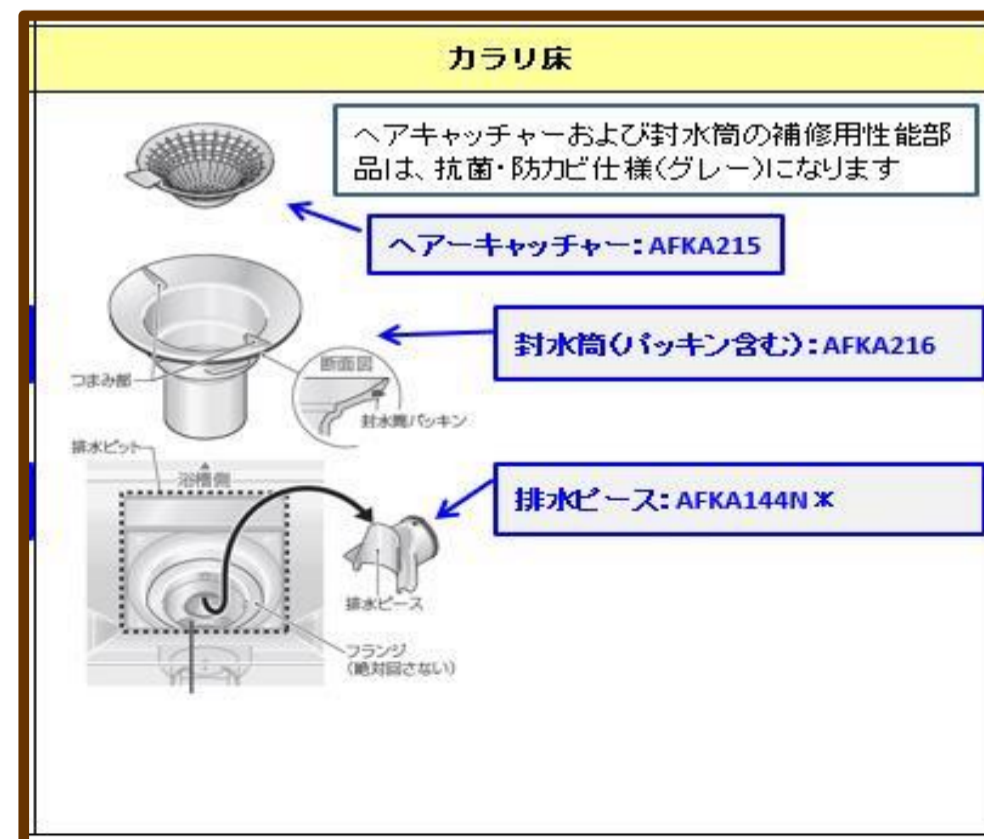 カラリ床
ヘアキャッチャーおよび封水筒の補修用性能部
品は、抗菌・防カビ仕様(グレー)になります
ヘアーキャッチャー:AFKA215
封水筒(パッキン含む):AFKA216
断面図
つまみ部
封水筒パッキン
排水ピット
浴槽側
排水ピース:AFKA144N＊
排水ピース
フランジ
(絶対回さない)